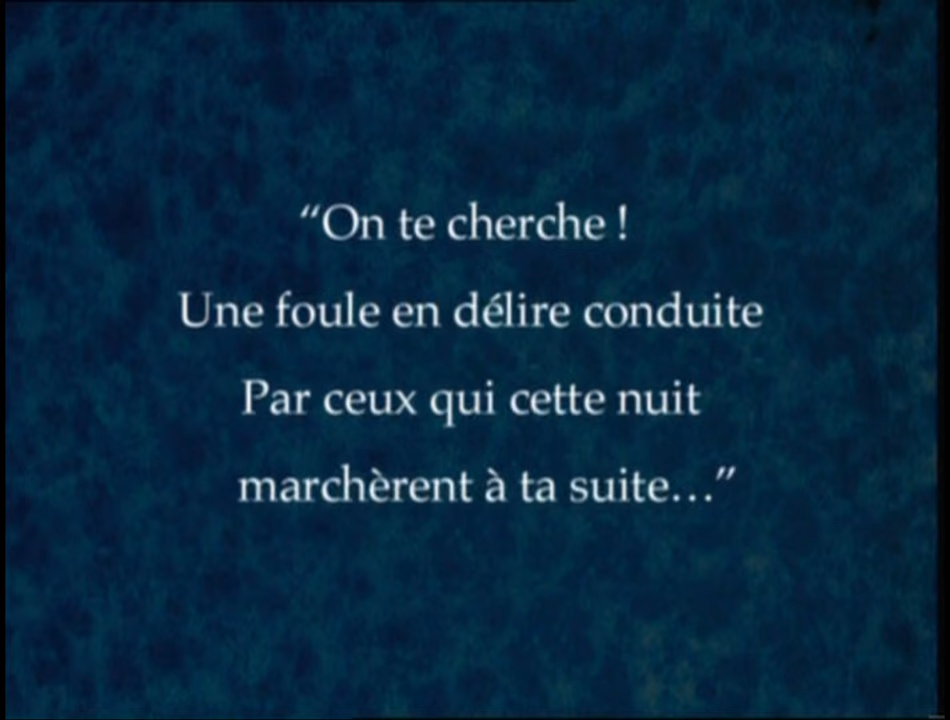 “On te cherche !
Une foule en délire conduite
Par ceux qui cette nuit
marchèrent à ta suite...”